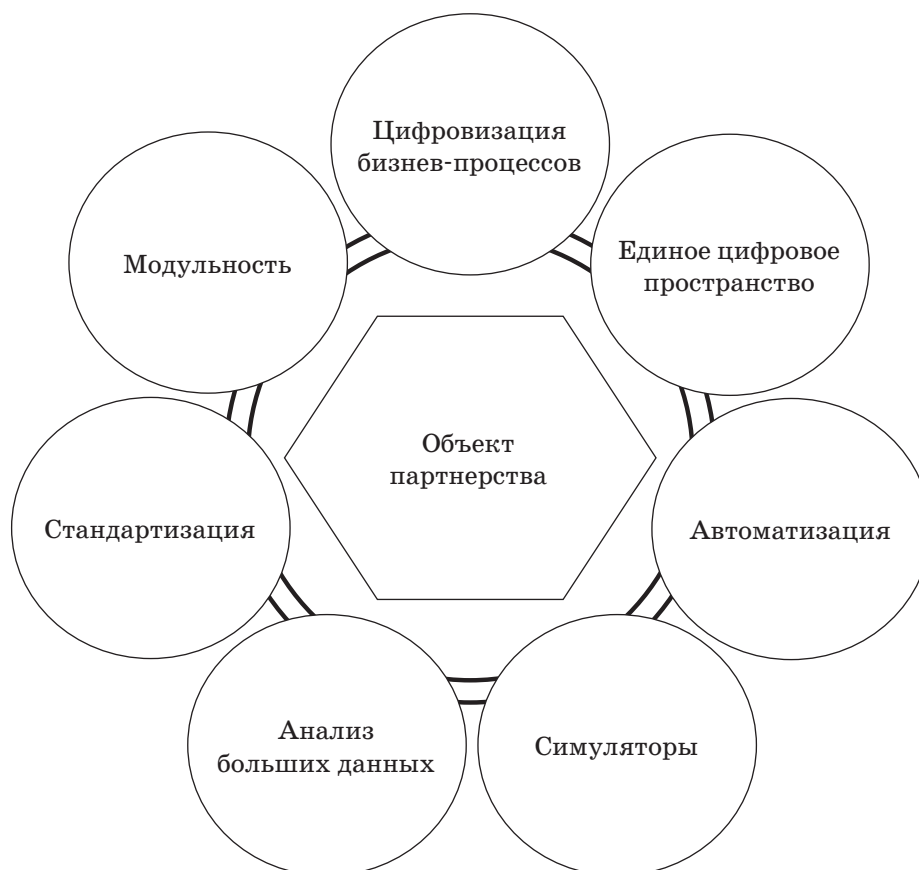 Цифровизация
бизнев-процессов
Единое цифровое
пространство
Модульность
Объект
партнерства
Стандартизация
Автоматизация
Анализ
больших данных
Симуляторы